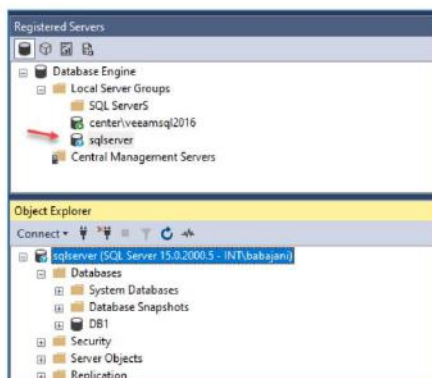 Registered Servers
Database Engine
Local Server Groups
SQL ServerS
center\veeamsql2016
sqlserver
Central Management Servers
Object Explorer
Connect
sqlserver (SQL Server 15.0.2000.5 - INT\babajani)
Databases
System Databases
Database Snapshots
DB1
Security
Server Objects
Replication